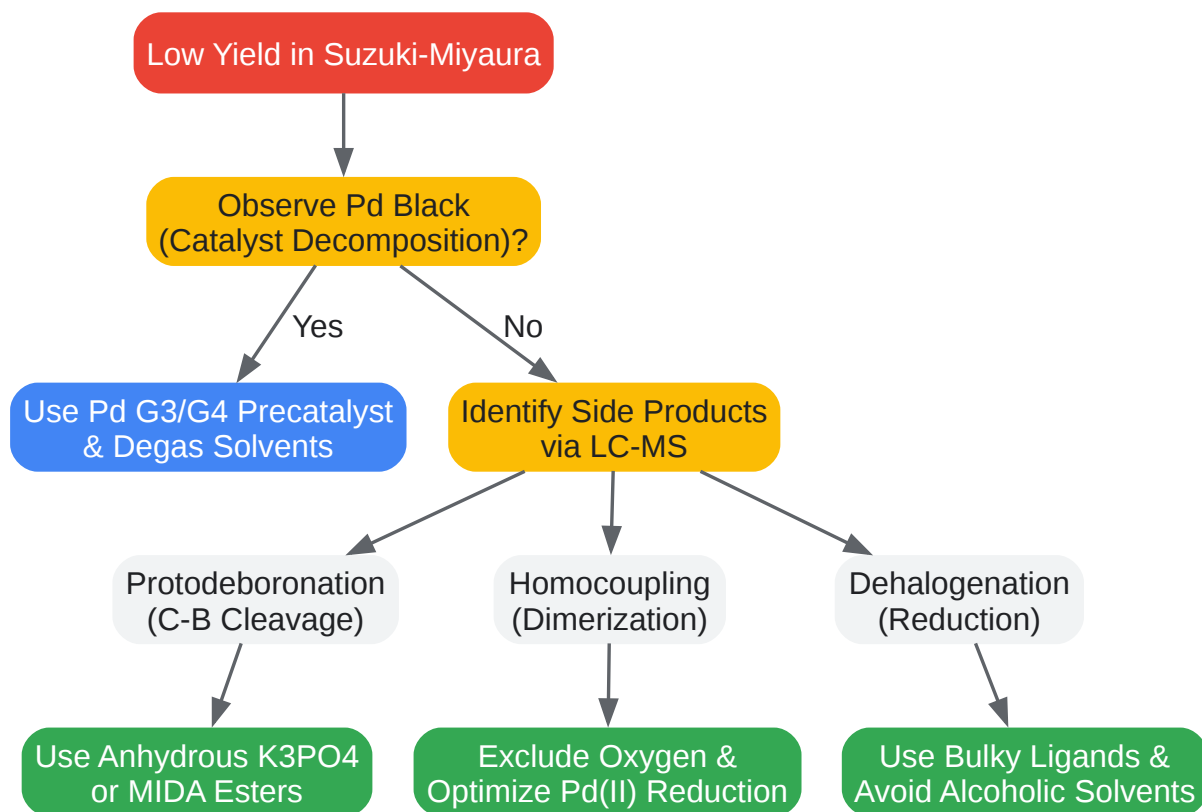 Low Yield in Suzuki-Miyaura
Observe Pd Black
(Catalyst Decomposition)?
Yes
No
Use Pd G3/G4 Precatalyst
& Degas Solvents
Identify Side Products
via LC-MS
Protodeboronation
(C-B Cleavage)
Homocoupling
(Dimerization)
Dehalogenation
(Reduction)
Use Anhydrous K3PO4
or MIDA Esters
Exclude Oxygen &
Optimize Pd(II) Reduction
Use Bulky Ligands &
Avoid Alcoholic Solvents